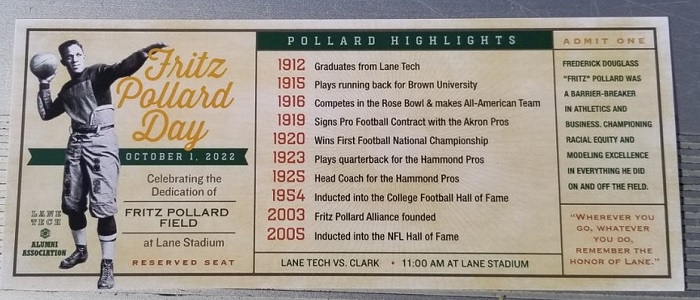 Fritz
Pollard
Day
OCTOBER 1, 2022
Celebrating the
Dedication of
FRITZ POLLARD
FIELD
at Lane Stadium
RESERVED SEAT
LANE
TECH
ALUMNI
ASSOCIATION
POLLARD HIGHLIGHTS
1912 Graduates from Lane Tech
1915 Plays running back for Brown University
1916 Competes in the Rose Bowl & makes All-American Team
1919 Signs Pro Football Contract with the Akron Pros
1920 Wins First Football National Championship
1923 Plays quarterback for the Hammond Pros
1925 Head Coach for the Hammond Pros
1954 Inducted into the College Football Hall of Fame
2003 Fritz Pollard Alliance founded
2005 Inducted into the NFL Hall of Fame
LANE TECH VS. CLARK • 11:00 AM AT LANE STADIUM
ADMIT ONE
FREDERICK DOUGLASS
"FRITZ" POLLARD WAS
A BARRIER-BREAKER
IN ATHLETICS AND
BUSINESS. CHAMPIONING
RACIAL EQUITY AND
MODELING EXCELLENCE
IN EVERYTHING HE DID
ON AND OFF THE FIELD.
"WHEREVER YOU
GO, WHATEVER
YOU DO,
REMEMBER THE
HONOR OF LANE."